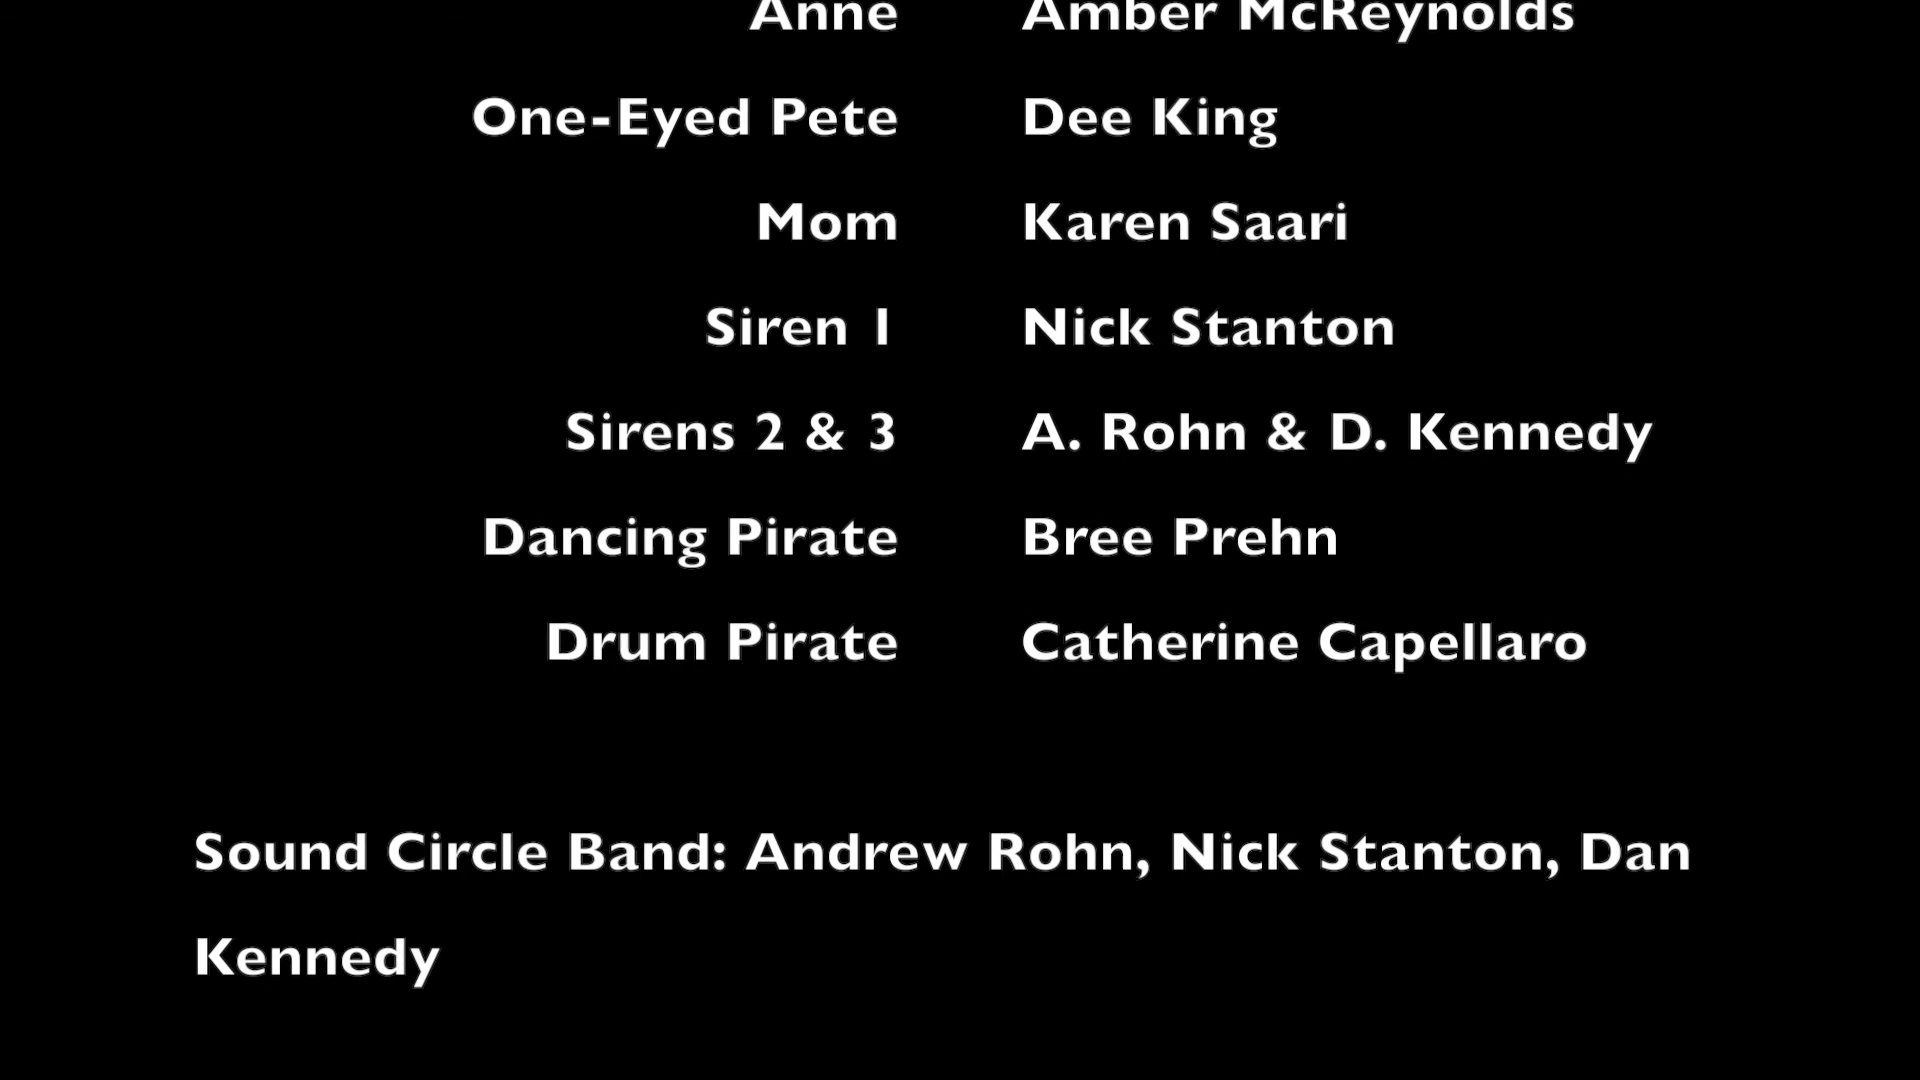 Anne Amber McReynolds
One-Eyed Pete Dee King
Mom Karen Saari
Siren 1 Nick Stanton
Sirens 2 & 3 A. Rohn & D. Kennedy
Dancing Pirate Bree Prehn
Drum Pirate Catherine Capellaro
Sound Circle Band: Andrew Rohn, Nick Stanton, Dan
Kennedy